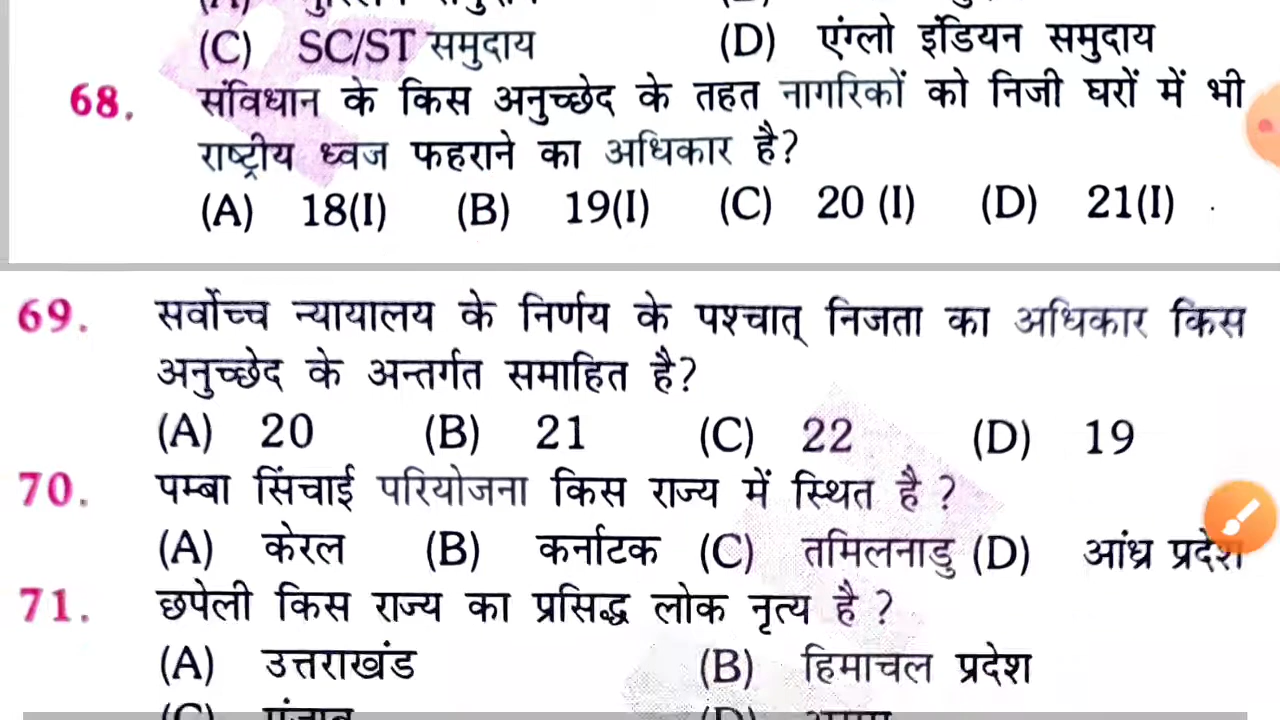 (C) SC/ST समुदाय (D) एंग्लो इंडियन समुदाय
68. संविधान के किस अनुच्छेद के तहत नागरिकों को निजी घरों में भी
राष्ट्रीय ध्वज फहराने का अधिकार है?
(A) 18(I) (B) 19(I) (C) 20 (I) (D) 21(I)
69. सर्वोच्च न्यायालय के निर्णय के पश्चात् निजता का अधिकार किस
अनुच्छेद के अन्तर्गत समाहित है?
(A) 20 (B) 21 (C) 22 (D) 19
70. पम्बा सिंचाई परियोजना किस राज्य में स्थित है ?
(A) केरल (B) कर्नाटक (C) तमिलनाडु (D) आंध्र प्रदेश
71. छपेली किस राज्य का प्रसिद्ध लोक नृत्य है ?
(A) उत्तराखंड (B) हिमाचल प्रदेश